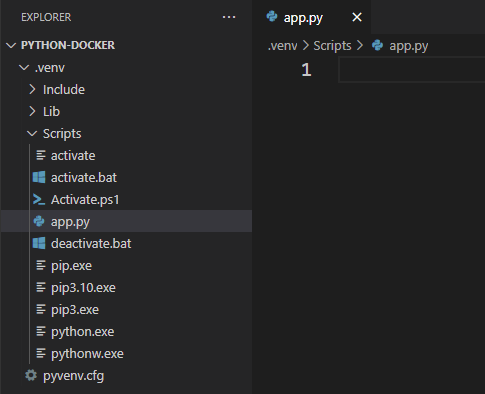 EXPLORER
PYTHON-DOCKER
.venv
Include
Lib
Scripts
activate
activate.bat
Activate.ps1
app.py
deactivate.bat
pip.exe
pip3.10.exe
pip3.exe
python.exe
pythonw.exe
pyvenv.cfg
app.py
.venv > Scripts > app.py
1